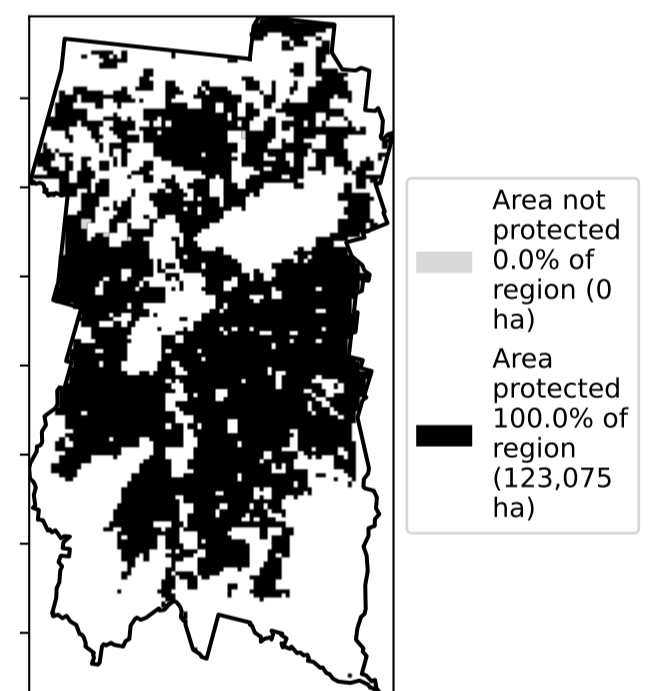 Area not
protected
0.0% of
region (0
ha)
Area
protected
100.0% of
region
(123,075
ha)